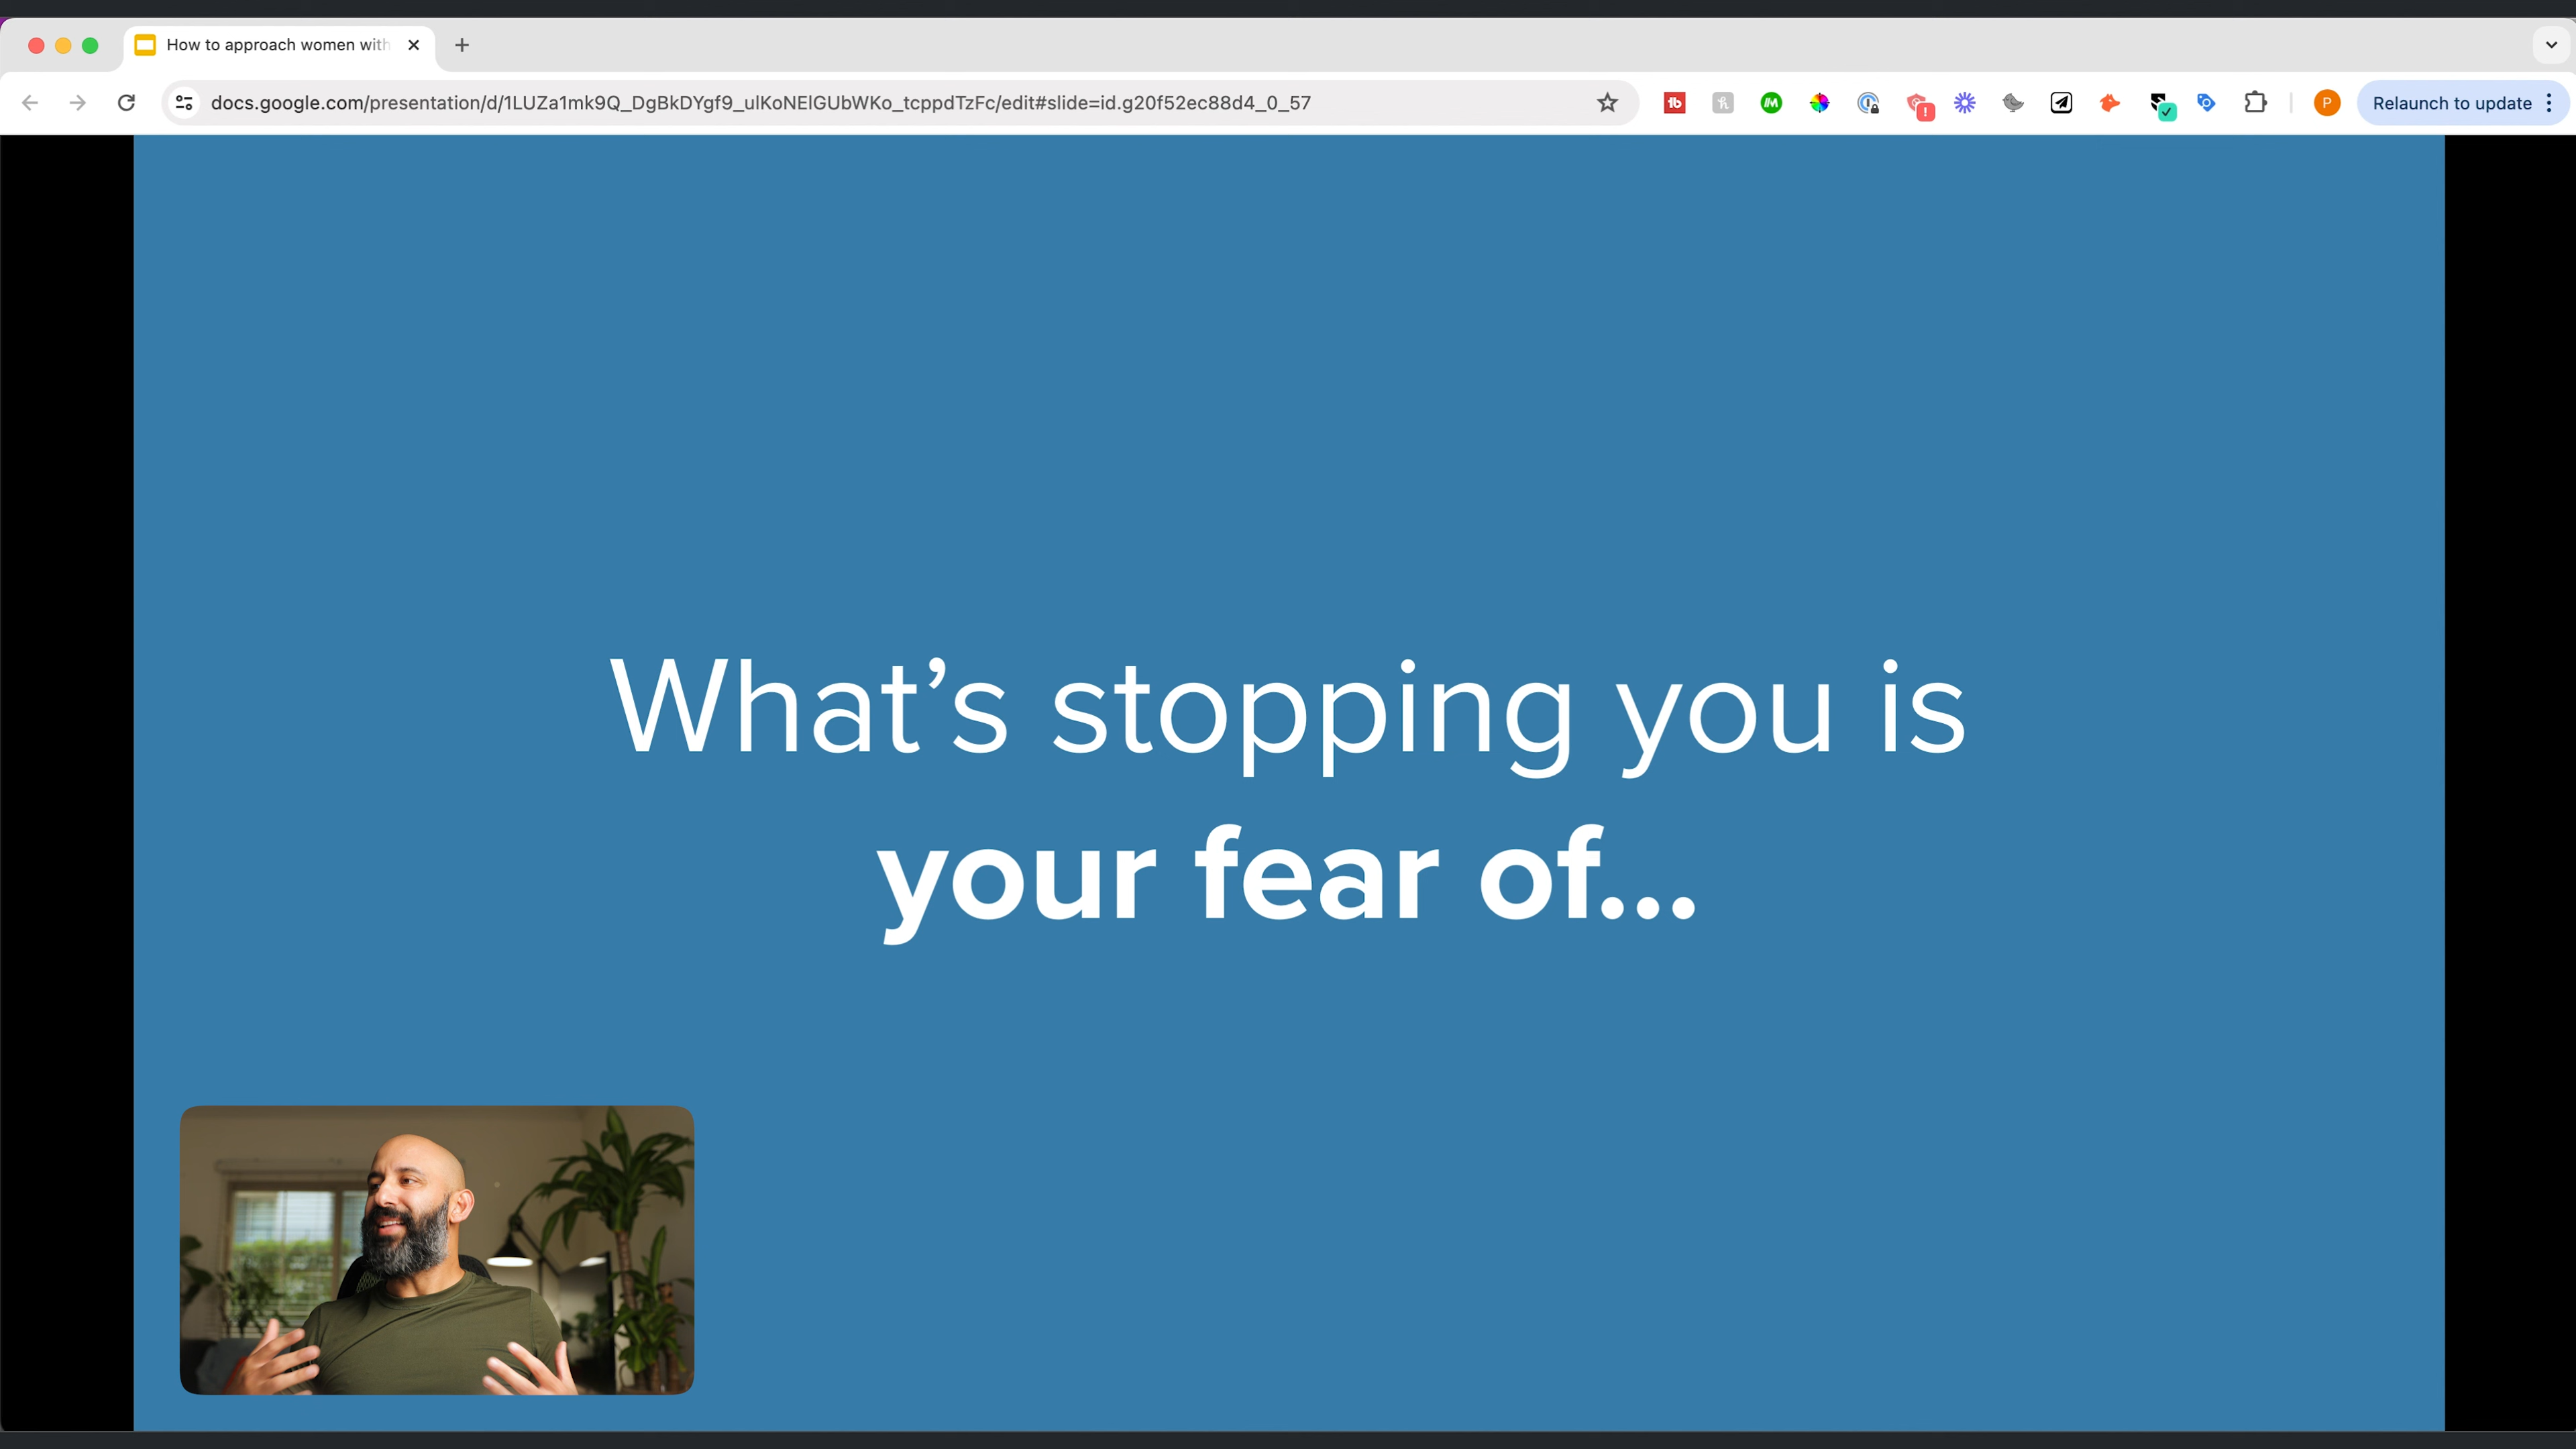 How to approach women with
docs.google.com/presentation/d/1LUZa1mk9Q_DgBkDYgf9_ulKoNElGUbWKo_tcppdTzFc/edit#slide=id.g20f52ec88d4_0_57
P
Relaunch to update
What’s stopping you is
your fear of...